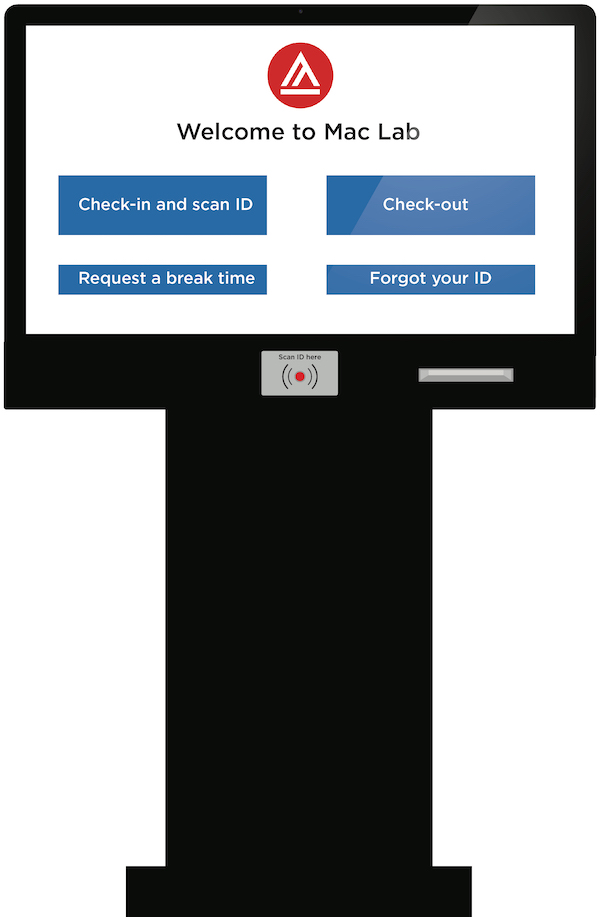 Welcome to Mac Lab
Check-in and scan ID
Check-out
Request a break time
Forgot your ID
Scan ID here